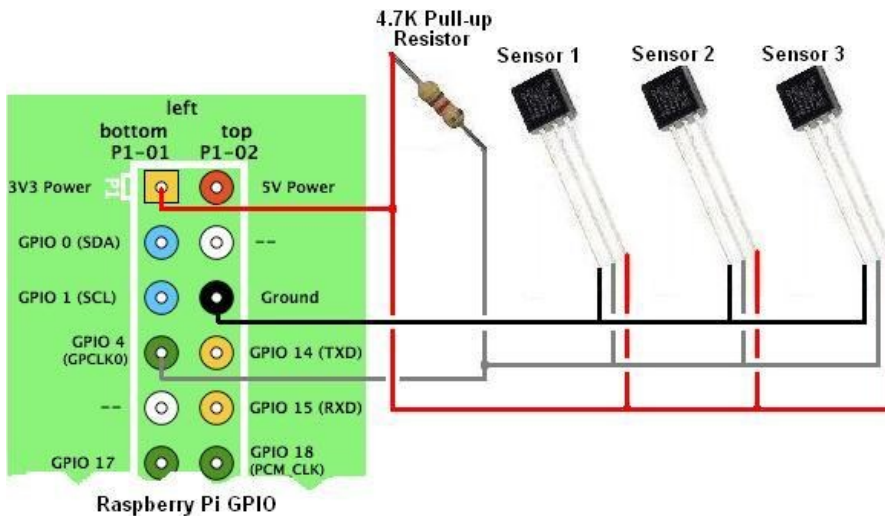 4.7K Pull-up
Resistor
Sensor 1
Sensor 2
Sensor 3
left
bottom
top
P1-01
P1-02
3V3 Power
P1
5V Power
GPIO 0 (SDA)
--
GPIO 1 (SCL)
Ground
GPIO 4
(GPCLK0)
GPIO 14 (TXD)
--
GPIO 15 (RXD)
GPIO 17
GPIO 18
(PCM_CLK)
Raspberry Pi GPIO